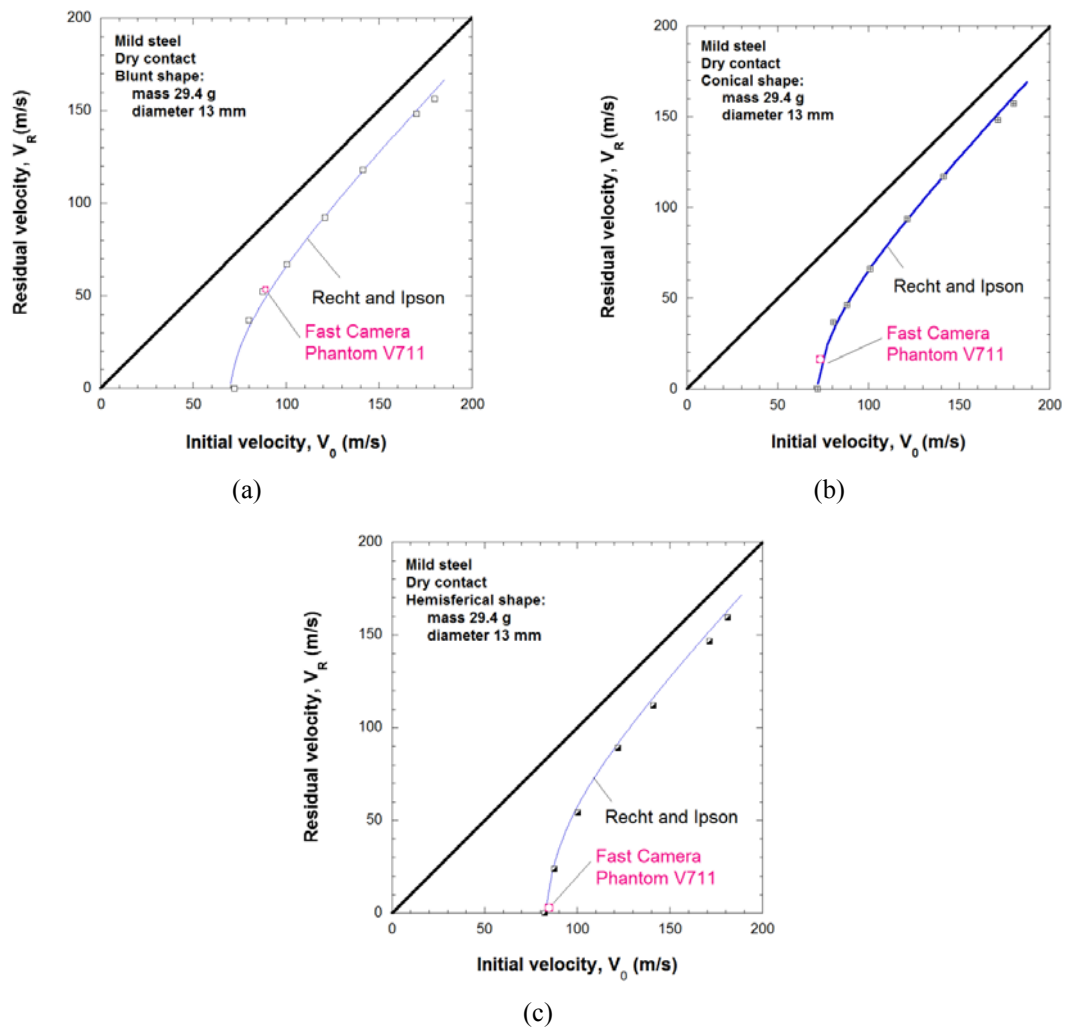 200
150
100
50
0
Residual velocity, V_R (m/s)
Mild steel
Dry contact
Blunt shape:
mass 29.4 g
diameter 13 mm
Recht and Ipson
Fast Camera
Phantom V711
0 50 100 150 200
Initial velocity, V_0 (m/s)
(a)
200
150
100
50
0
Residual velocity, V_R (m/s)
Mild steel
Dry contact
Conical shape:
mass 29.4 g
diameter 13 mm
Recht and Ipson
Fast Camera
Phantom V711
0 50 100 150 200
Initial velocity, V_0 (m/s)
(b)
200
150
100
50
0
Residual velocity, V_R (m/s)
Mild steel
Dry contact
Hemisferical shape:
mass 29.4 g
diameter 13 mm
Recht and Ipson
Fast Camera
Phantom V711
0 50 100 150 200
Initial velocity, V_0 (m/s)
(c)